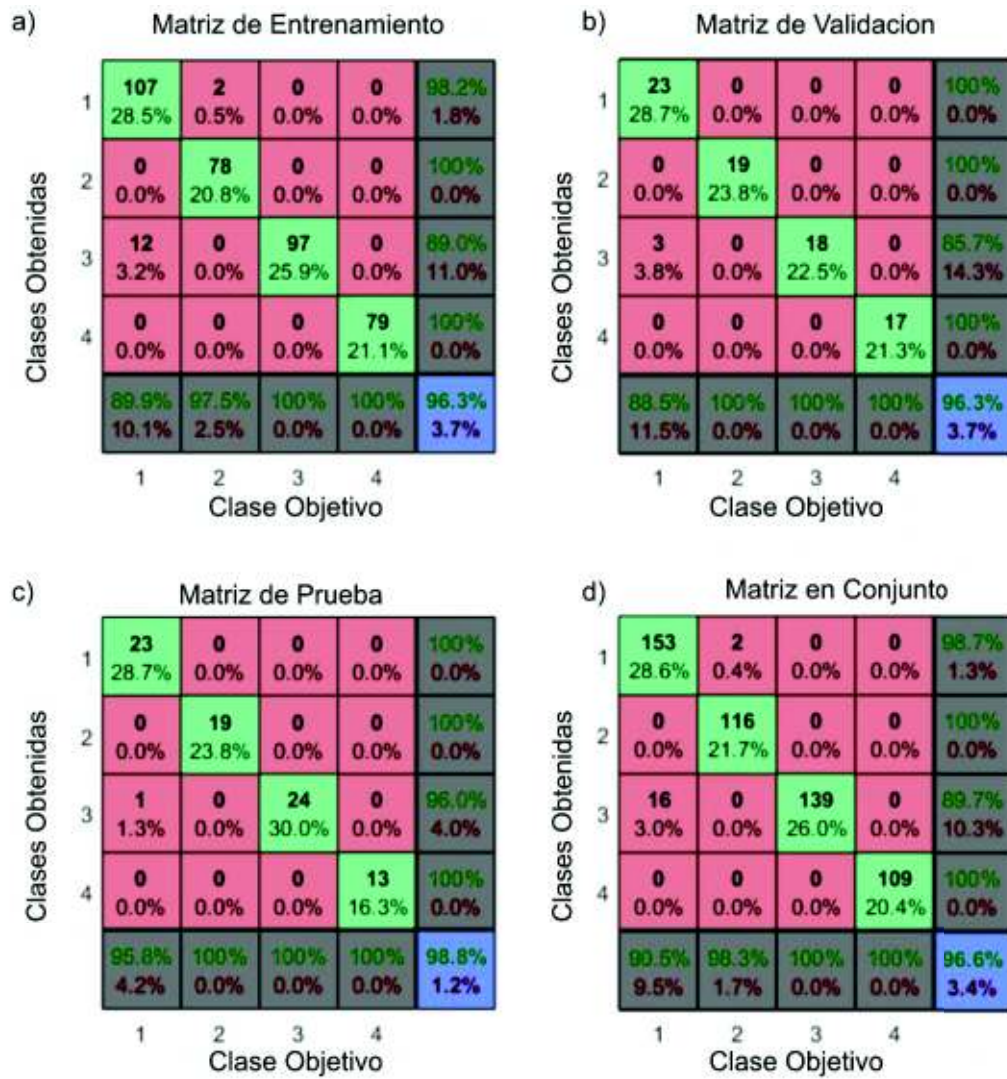 a) Matriz de Entrenamiento
107 2 0 0 98.2%
1
28.5% 0.5% 0.0% 0.0% 1.8%
0 78 0 0 100%
2
0.0% 20.8% 0.0% 0.0% 0.0%
12 0 97 0 89.0%
3
3.2% 0.0% 25.9% 0.0% 11.0%
0 0 0 79 100%
4
0.0% 0.0% 0.0% 21.1% 0.0%
89.9% 97.5% 100% 100% 96.3%
10.1% 2.5% 0.0% 0.0% 3.7%
Clases Obtenidas
1 2 3 4
Clase Objetivo
b) Matriz de Validacion
23 0 0 0 100%
1
28.7% 0.0% 0.0% 0.0% 0.0%
0 19 0 0 100%
2
0.0% 23.8% 0.0% 0.0% 0.0%
3 0 18 0 85.7%
3
3.8% 0.0% 22.5% 0.0% 14.3%
0 0 0 17 100%
4
0.0% 0.0% 0.0% 21.3% 0.0%
88.5% 100% 100% 100% 96.3%
11.5% 0.0% 0.0% 0.0% 3.7%
Clases Obtenidas
1 2 3 4
Clase Objetivo
c) Matriz de Prueba
23 0 0 0 100%
1
28.7% 0.0% 0.0% 0.0% 0.0%
0 19 0 0 100%
2
0.0% 23.8% 0.0% 0.0% 0.0%
1 0 24 0 96.0%
3
1.3% 0.0% 30.0% 0.0% 4.0%
0 0 0 13 100%
4
0.0% 0.0% 0.0% 16.3% 0.0%
95.8% 100% 100% 100% 98.8%
4.2% 0.0% 0.0% 0.0% 1.2%
Clases Obtenidas
1 2 3 4
Clase Objetivo
d) Matriz en Conjunto
153 2 0 0 98.7%
1
28.6% 0.4% 0.0% 0.0% 1.3%
0 116 0 0 100%
2
0.0% 21.7% 0.0% 0.0% 0.0%
16 0 139 0 89.7%
3
3.0% 0.0% 26.0% 0.0% 10.3%
0 0 0 109 100%
4
0.0% 0.0% 0.0% 20.4% 0.0%
90.5% 98.3% 100% 100% 96.6%
9.5% 1.7% 0.0% 0.0% 3.4%
Clases Obtenidas
1 2 3 4
Clase Objetivo